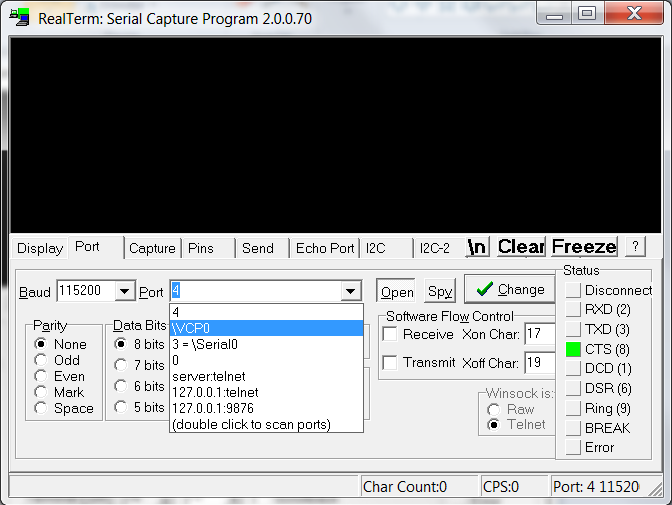 RealTerm: Serial Capture Program 2.0.0.70
Display Port Capture Pins Send Echo Port I2C I2C-2 \n Clear Freeze ?
Baud 115200 Port 4 Open Spy Change
4
\VCP0
3 = \Serial0
0
server:telnet
127.0.0.1:telnet
127.0.0.1:9876
(double click to scan ports)
Parity
None
Odd
Even
Mark
Space
Data Bits
8 bits
7 bits
6 bits
5 bits
Software Flow Control
Receive Xon Char: 17
Transmit Xoff Char: 19
Winsock is:
Raw
Telnet
Status
Disconnect
RXD (2)
TXD (3)
CTS (8)
DCD (1)
DSR (6)
Ring (9)
BREAK
Error
Char Count:0 CPS:0 Port: 4 11520